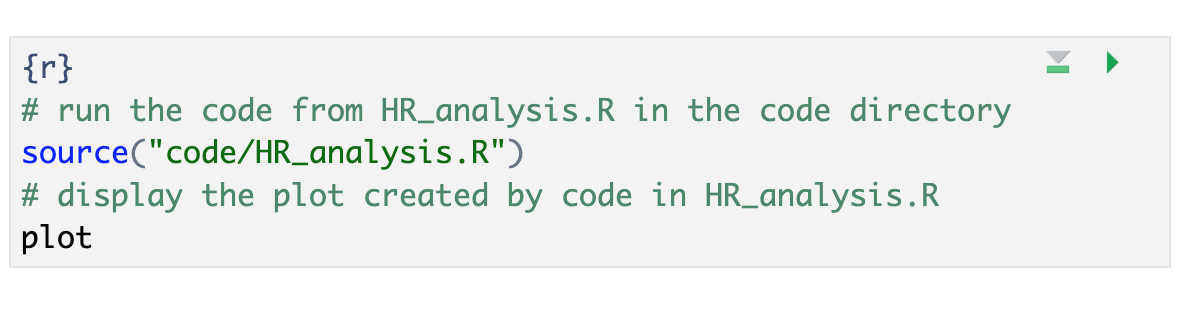 {r}
# run the code from HR_analysis.R in the code directory
source("code/HR_analysis.R")
# display the plot created by code in HR_analysis.R
plot